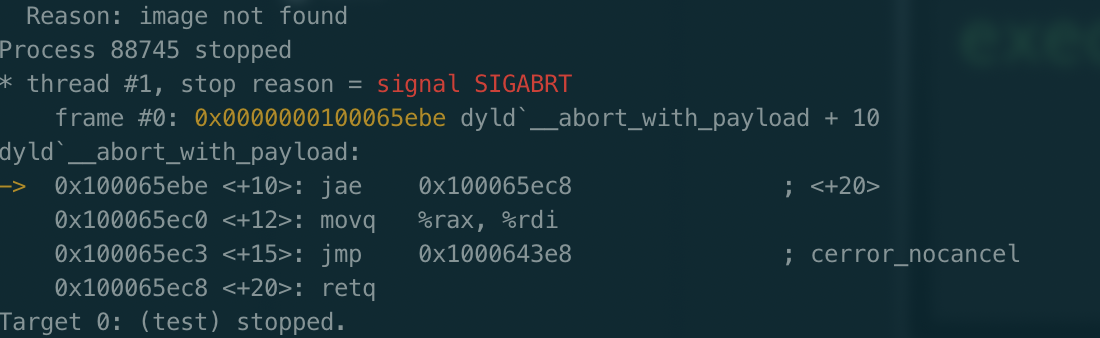 Reason: image not found
Process 88745 stopped
* thread #1, stop reason = signal SIGABRT
frame #0: 0x0000000100065ebe dyld`__abort_with_payload + 10
dyld`__abort_with_payload:
-> 0x100065ebe <+10>: jae 0x100065ec8 ; <+20>
0x100065ec0 <+12>: movq %rax, %rdi
0x100065ec3 <+15>: jmp 0x1000643e8 ; cerror_nocancel
0x100065ec8 <+20>: retq
Target 0: (test) stopped.